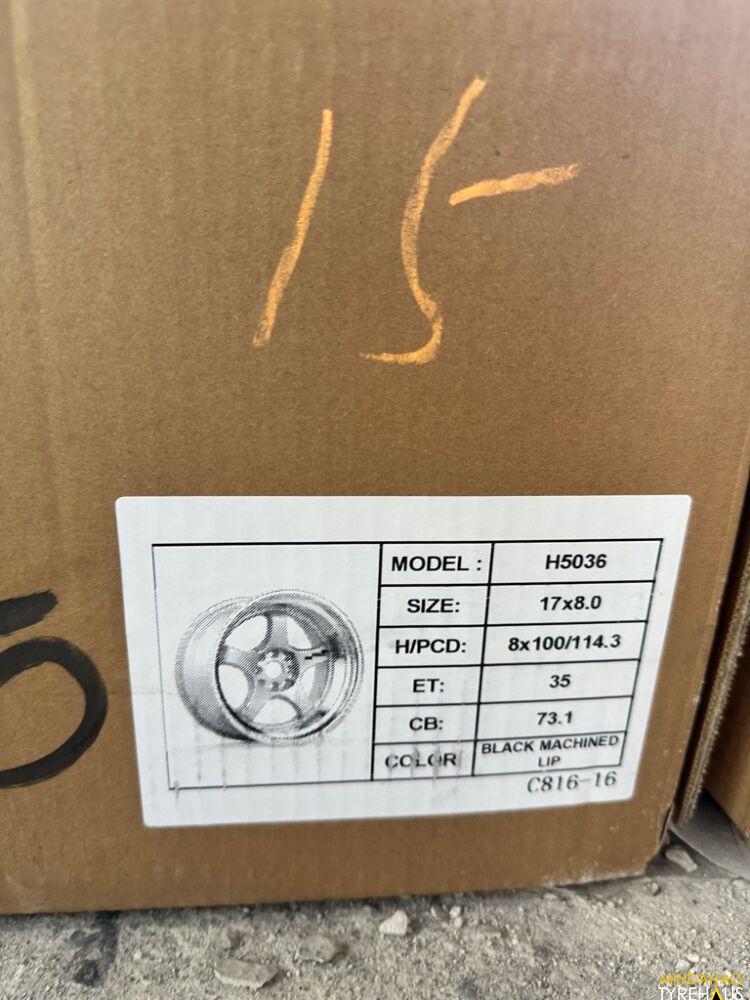 15
MODEL : H5036
SIZE: 17x8.0
H/PCD: 8x100/114.3
ET: 35
CB: 73.1
COLOR BLACK MACHINED
LIP
C816-16
MINDANAO
TYREHAUS